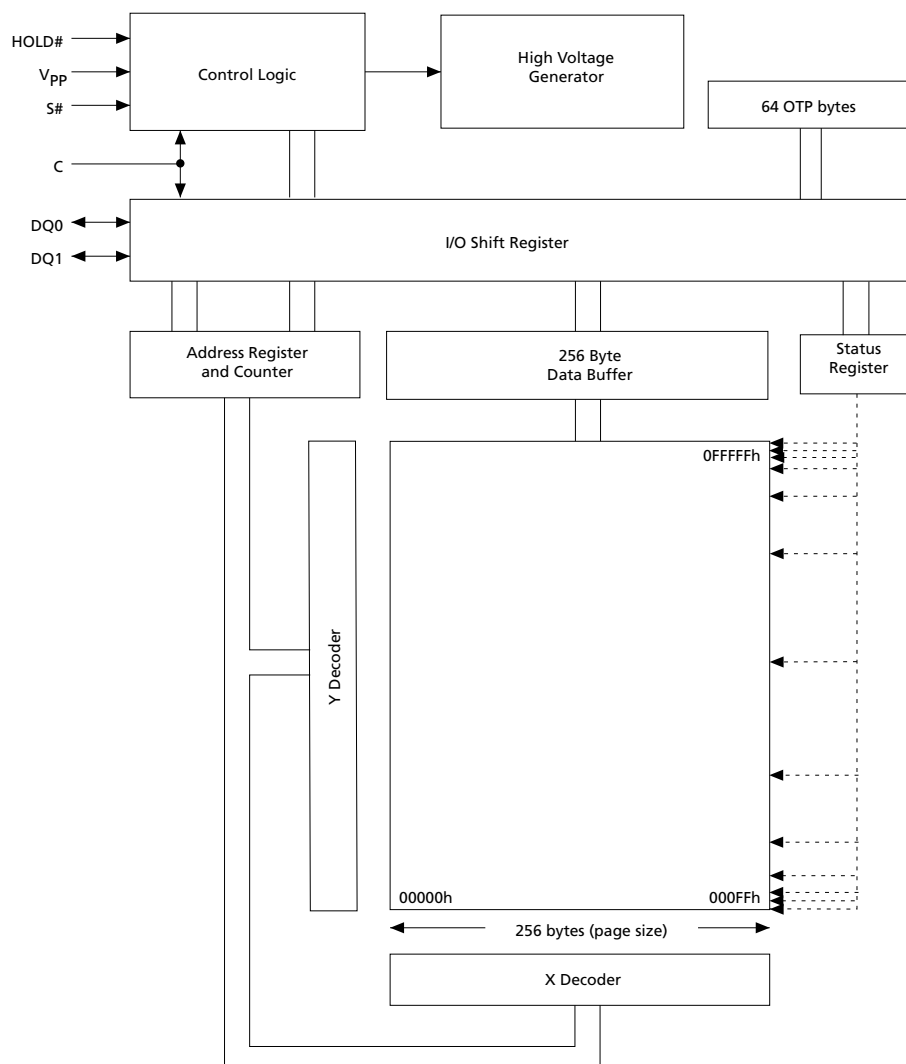 HOLD#
VPP
S#
C
DQ0
DQ1
Control Logic
High Voltage
Generator
64 OTP bytes
I/O Shift Register
Address Register
and Counter
256 Byte
Data Buffer
Status
Register
Y Decoder
0FFFFFh
00000h
000FFh
256 bytes (page size)
X Decoder